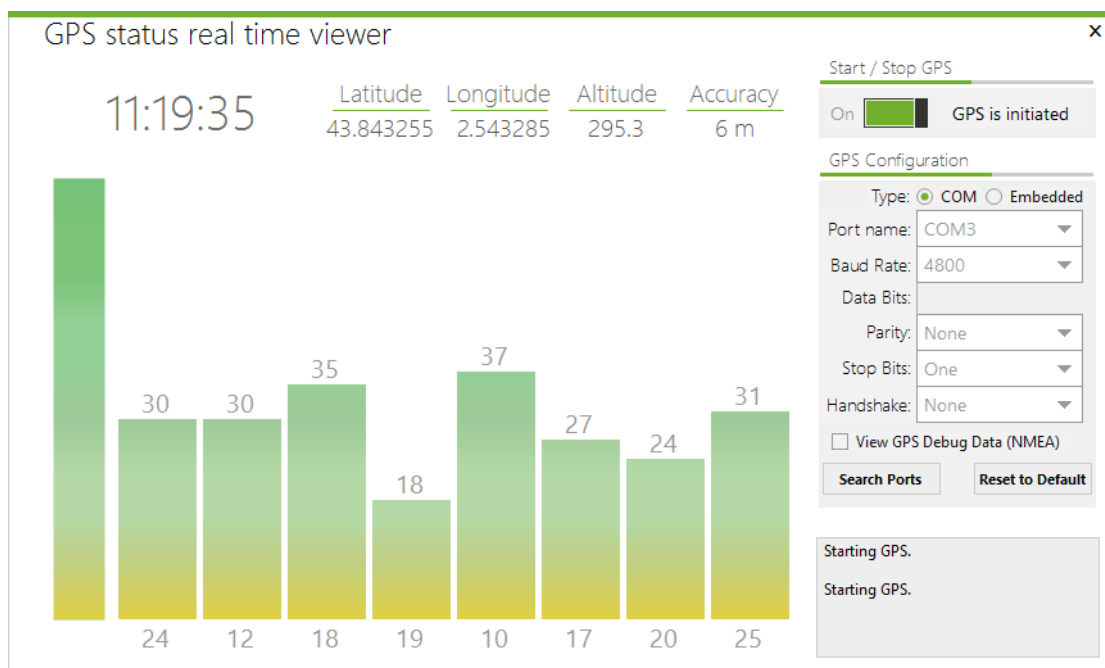 GPS status real time viewer
×
11:19:35
Latitude Longitude Altitude Accuracy
43.843255 2.543285 295.3 6 m
30 30 35 18 37 27 24 31
24 12 18 19 10 17 20 25
Start / Stop GPS
On GPS is initiated
GPS Configuration
Type: COM Embedded
Port name: COM3
Baud Rate: 4800
Data Bits:
Parity: None
Stop Bits: One
Handshake: None
View GPS Debug Data (NMEA)
Search Ports Reset to Default
Starting GPS.
Starting GPS.